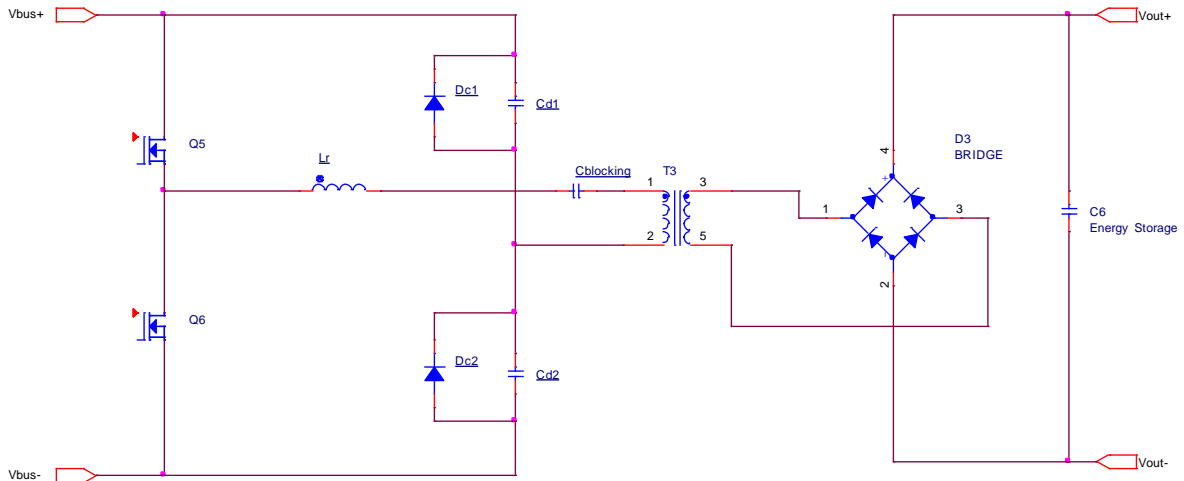 Vbus+
Vout+
Dc1
Cd1
Q5
Lr
Cblocking
T3
1
3
2
5
D3
BRIDGE
4
+
1
3
-
2
C6
Energy Storage
Q6
Dc2
Cd2
Vbus-
Vout-